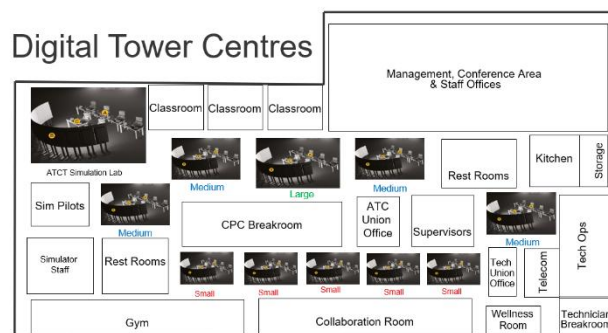 Digital Tower Centres
Management, Conference Area
& Staff Offices
Classroom
Classroom
Classroom
ATCT Simulation Lab
Medium
Large
Medium
Rest Rooms
Kitchen
Storage
Sim Pilots
Medium
CPC Breakroom
ATC
Union
Office
Supervisors
Medium
Tech Ops
Simulator
Staff
Rest Rooms
Small
Small
Small
Small
Small
Tech
Union
Office
Telecom
Gym
Collaboration Room
Wellness
Room
Technician
Breakroom